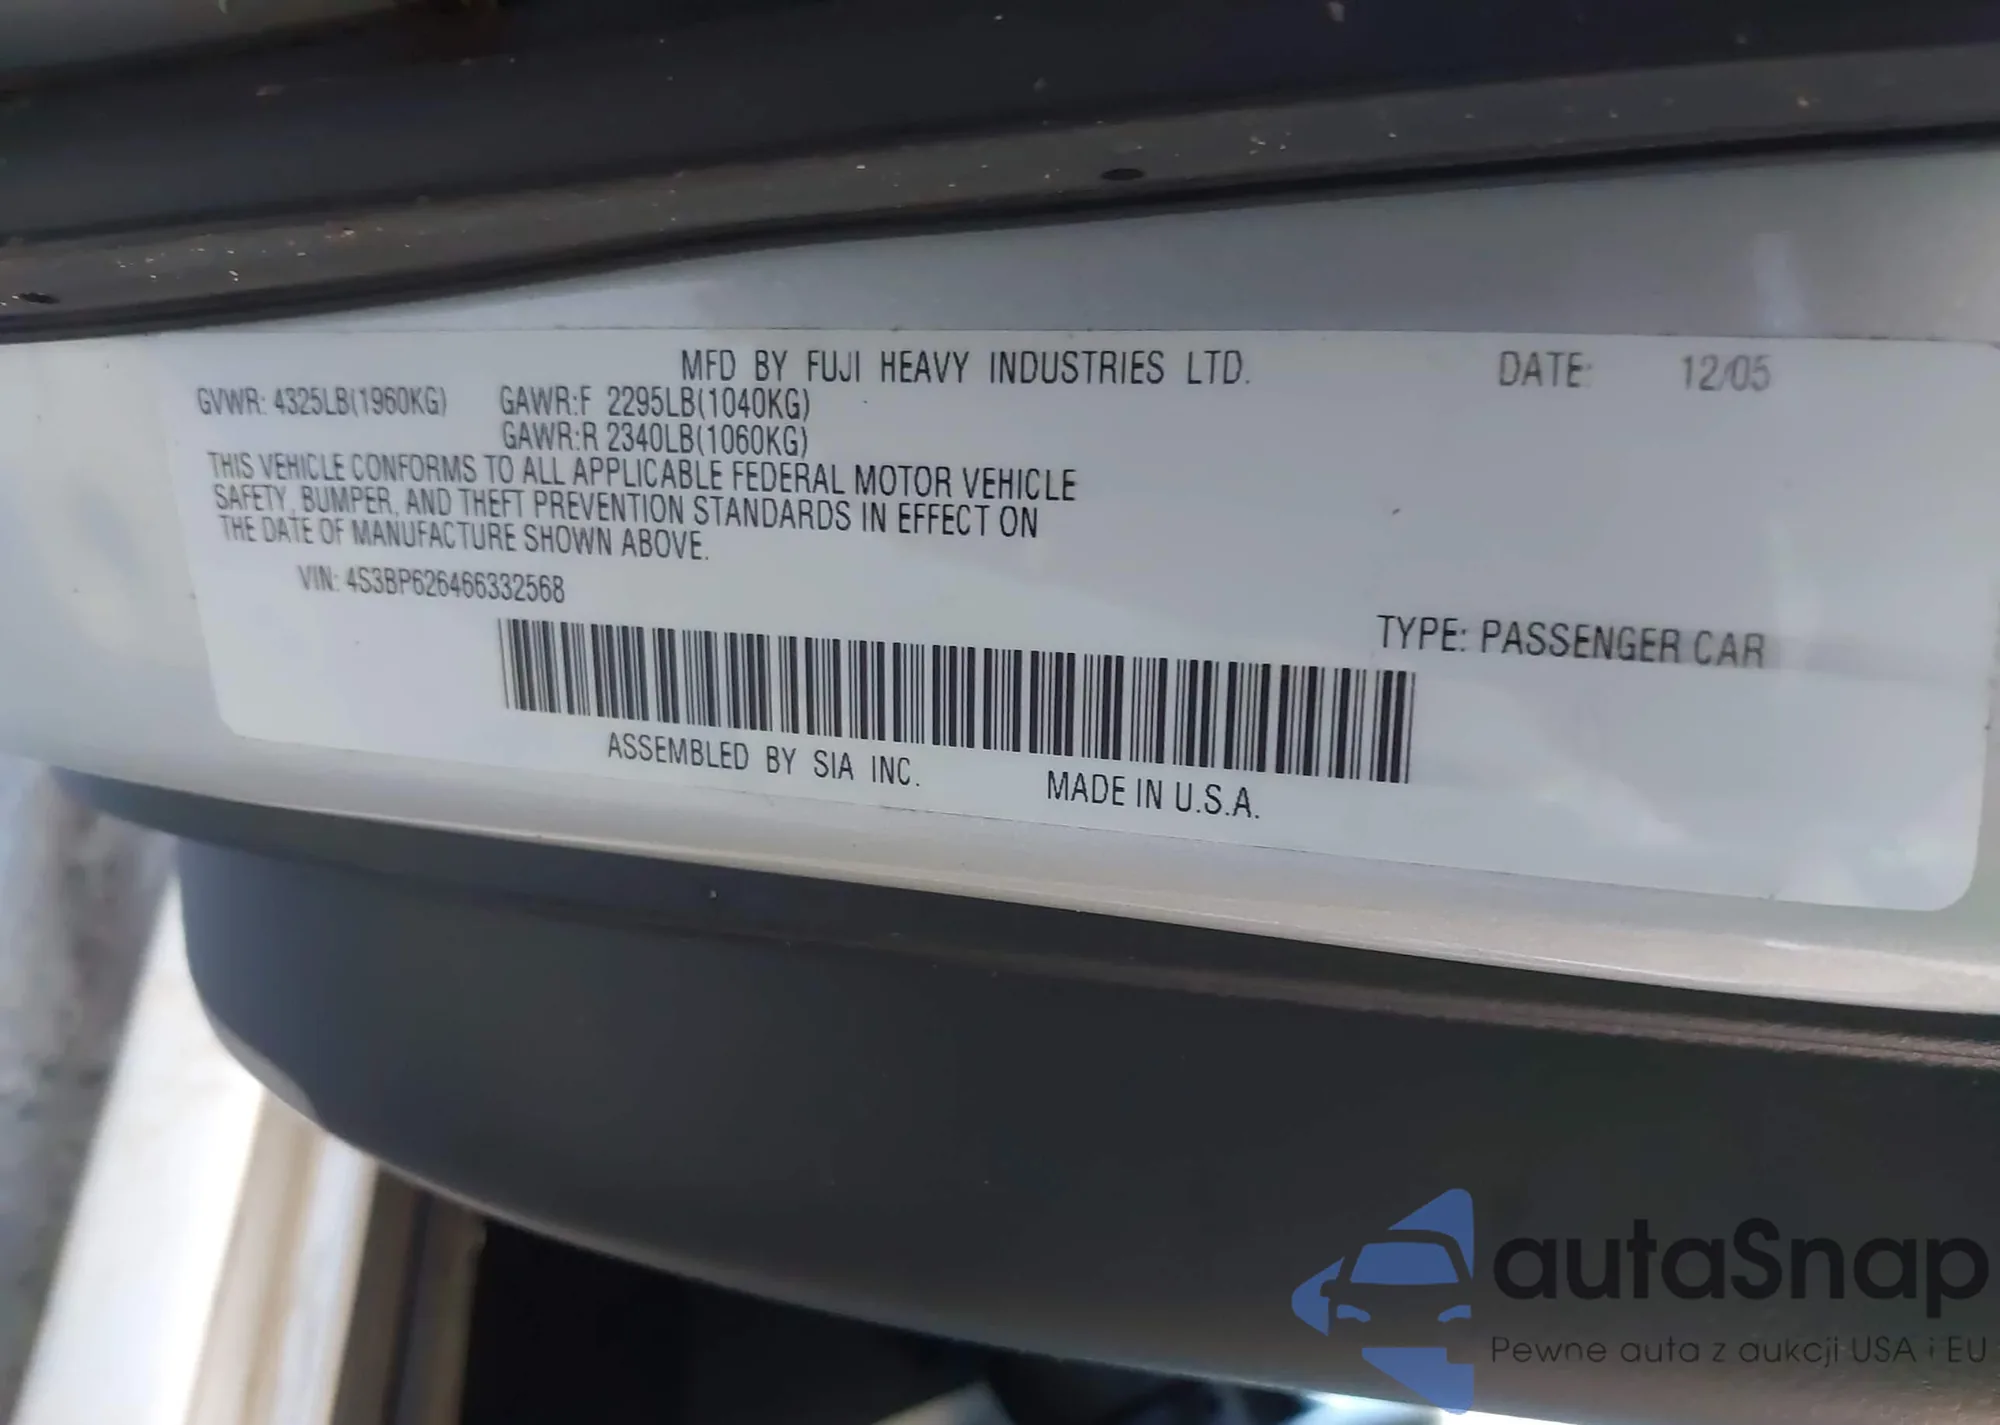 MFD BY FUJI HEAVY INDUSTRIES LTD. DATE: 12/05
GVWR: 4325LB(1960KG) GAWR:F 2295LB(1040KG)
GAWR:R 2340LB(1060KG)
THIS VEHICLE CONFORMS TO ALL APPLICABLE FEDERAL MOTOR VEHICLE
SAFETY, BUMPER, AND THEFT PREVENTION STANDARDS IN EFFECT ON
THE DATE OF MANUFACTURE SHOWN ABOVE.
VIN: 4S3BP626466332568
TYPE: PASSENGER CAR
ASSEMBLED BY SIA INC. MADE IN U.S.A.
autaSnap
Pewne auta z aukcji USA i EU